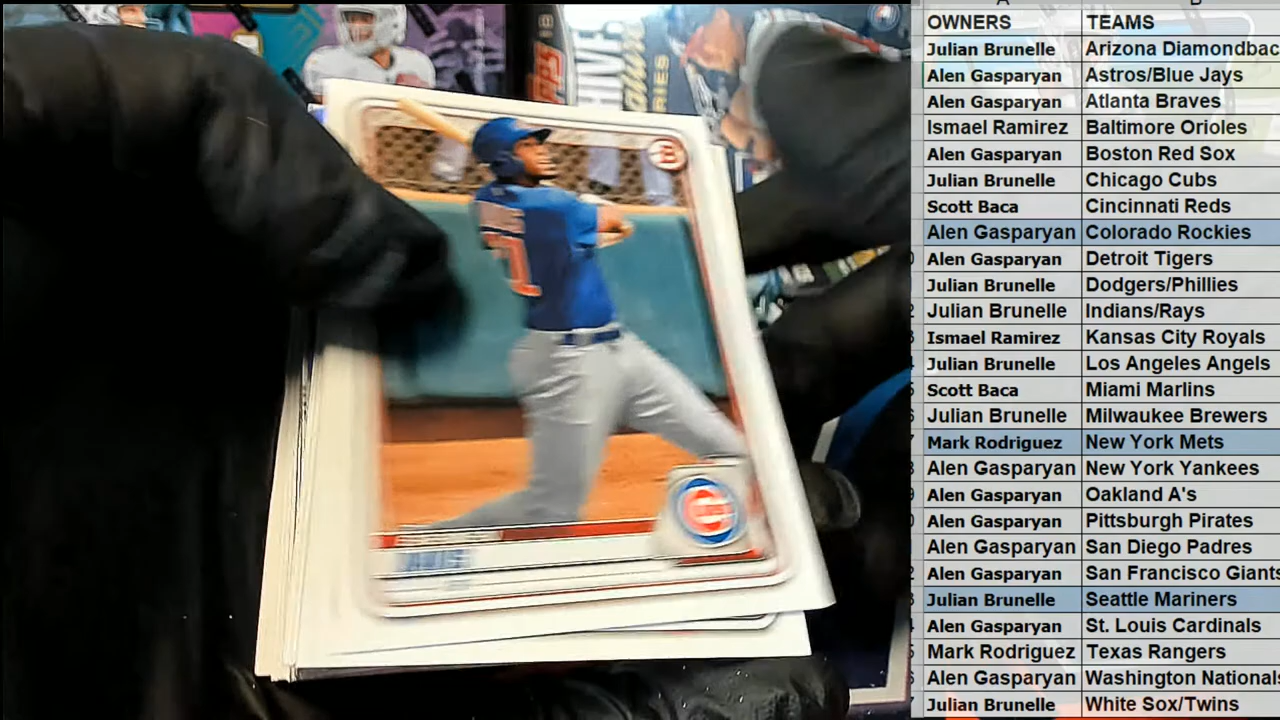 OWNERS TEAMS
Julian Brunelle Arizona Diamondbac
Alen Gasparyan Astros/Blue Jays
Alen Gasparyan Atlanta Braves
Ismael Ramirez Baltimore Orioles
Alen Gasparyan Boston Red Sox
Julian Brunelle Chicago Cubs
Scott Baca Cincinnati Reds
Alen Gasparyan Colorado Rockies
Alen Gasparyan Detroit Tigers
Julian Brunelle Dodgers/Phillies
Julian Brunelle Indians/Rays
Ismael Ramirez Kansas City Royals
Julian Brunelle Los Angeles Angels
Scott Baca Miami Marlins
Julian Brunelle Milwaukee Brewers
Mark Rodriguez New York Mets
Alen Gasparyan New York Yankees
Alen Gasparyan Oakland A's
Alen Gasparyan Pittsburgh Pirates
Alen Gasparyan San Diego Padres
Alen Gasparyan San Francisco Giants
Julian Brunelle Seattle Mariners
Alen Gasparyan St. Louis Cardinals
Mark Rodriguez Texas Rangers
Alen Gasparyan Washington Nationals
Julian Brunelle White Sox/Twins